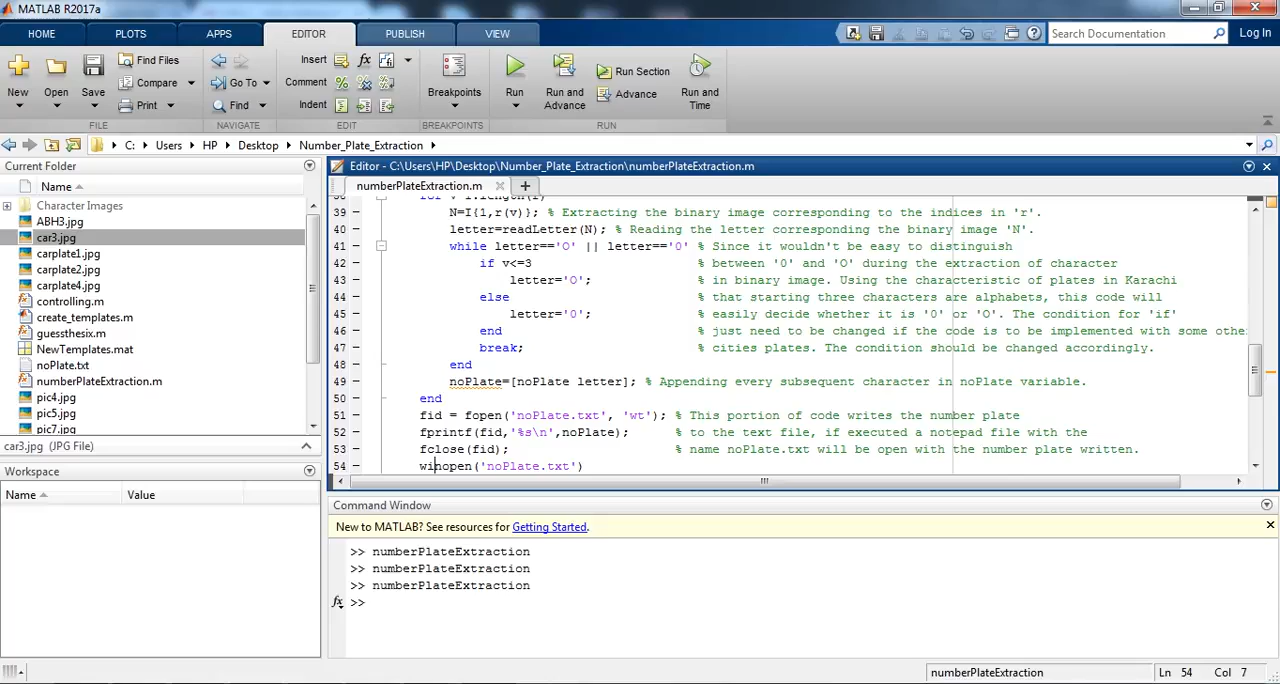 MATLAB R2017a
HOME PLOTS APPS EDITOR PUBLISH VIEW Search Documentation Log In
New Open Save Find Files Compare Print
FILE
Go To Find
NAVIGATE
Insert fx
Comment
Indent
EDIT
Breakpoints
BREAKPOINTS
Run Run and Advance Run Section Advance Run and Time
RUN
C: Users HP Desktop Number_Plate_Extraction
Current Folder
Name
Character Images
ABH3.jpg
car3.jpg
carplate1.jpg
carplate2.jpg
carplate4.jpg
controlling.m
create_templates.m
guessthesix.m
NewTemplates.mat
noPlate.txt
numberPlateExtraction.m
pic4.jpg
pic5.jpg
pic7.jpg
car3.jpg (JPG File)
Workspace
Name Value
Editor - C:\Users\HP\Desktop\Number_Plate_Extraction\numberPlateExtraction.m
numberPlateExtraction.m
39 N=I{1,r(v)}; % Extracting the binary image corresponding to the indices in 'r'.
40 letter=readLetter(N); % Reading the letter corresponding the binary image 'N'.
41 while letter=='O' || letter=='0' % Since it wouldn't be easy to distinguish
42 if v<=3 % between '0' and 'O' during the extraction of character
43 letter='O'; % in binary image. Using the characteristic of plates in Karachi
44 else % that starting three characters are alphabets, this code will
45 letter='0'; % easily decide whether it is '0' or 'O'. The condition for 'if'
46 end % just need to be changed if the code is to be implemented with some
47 break; % cities plates. The condition should be changed accordingly.
48 end
49 noPlate=[noPlate letter]; % Appending every subsequent character in noPlate variable.
50 end
51 fid = fopen('noPlate.txt', 'wt'); % This portion of code writes the number plate
52 fprintf(fid,'%s\n',noPlate); % to the text file, if executed a notepad file with the
53 fclose(fid); % name noPlate.txt will be open with the number plate written.
54 winopen('noPlate.txt')
Command Window
New to MATLAB? See resources for Getting Started.
>> numberPlateExtraction
>> numberPlateExtraction
>> numberPlateExtraction
fx >>
numberPlateExtraction Ln 54 Col 7